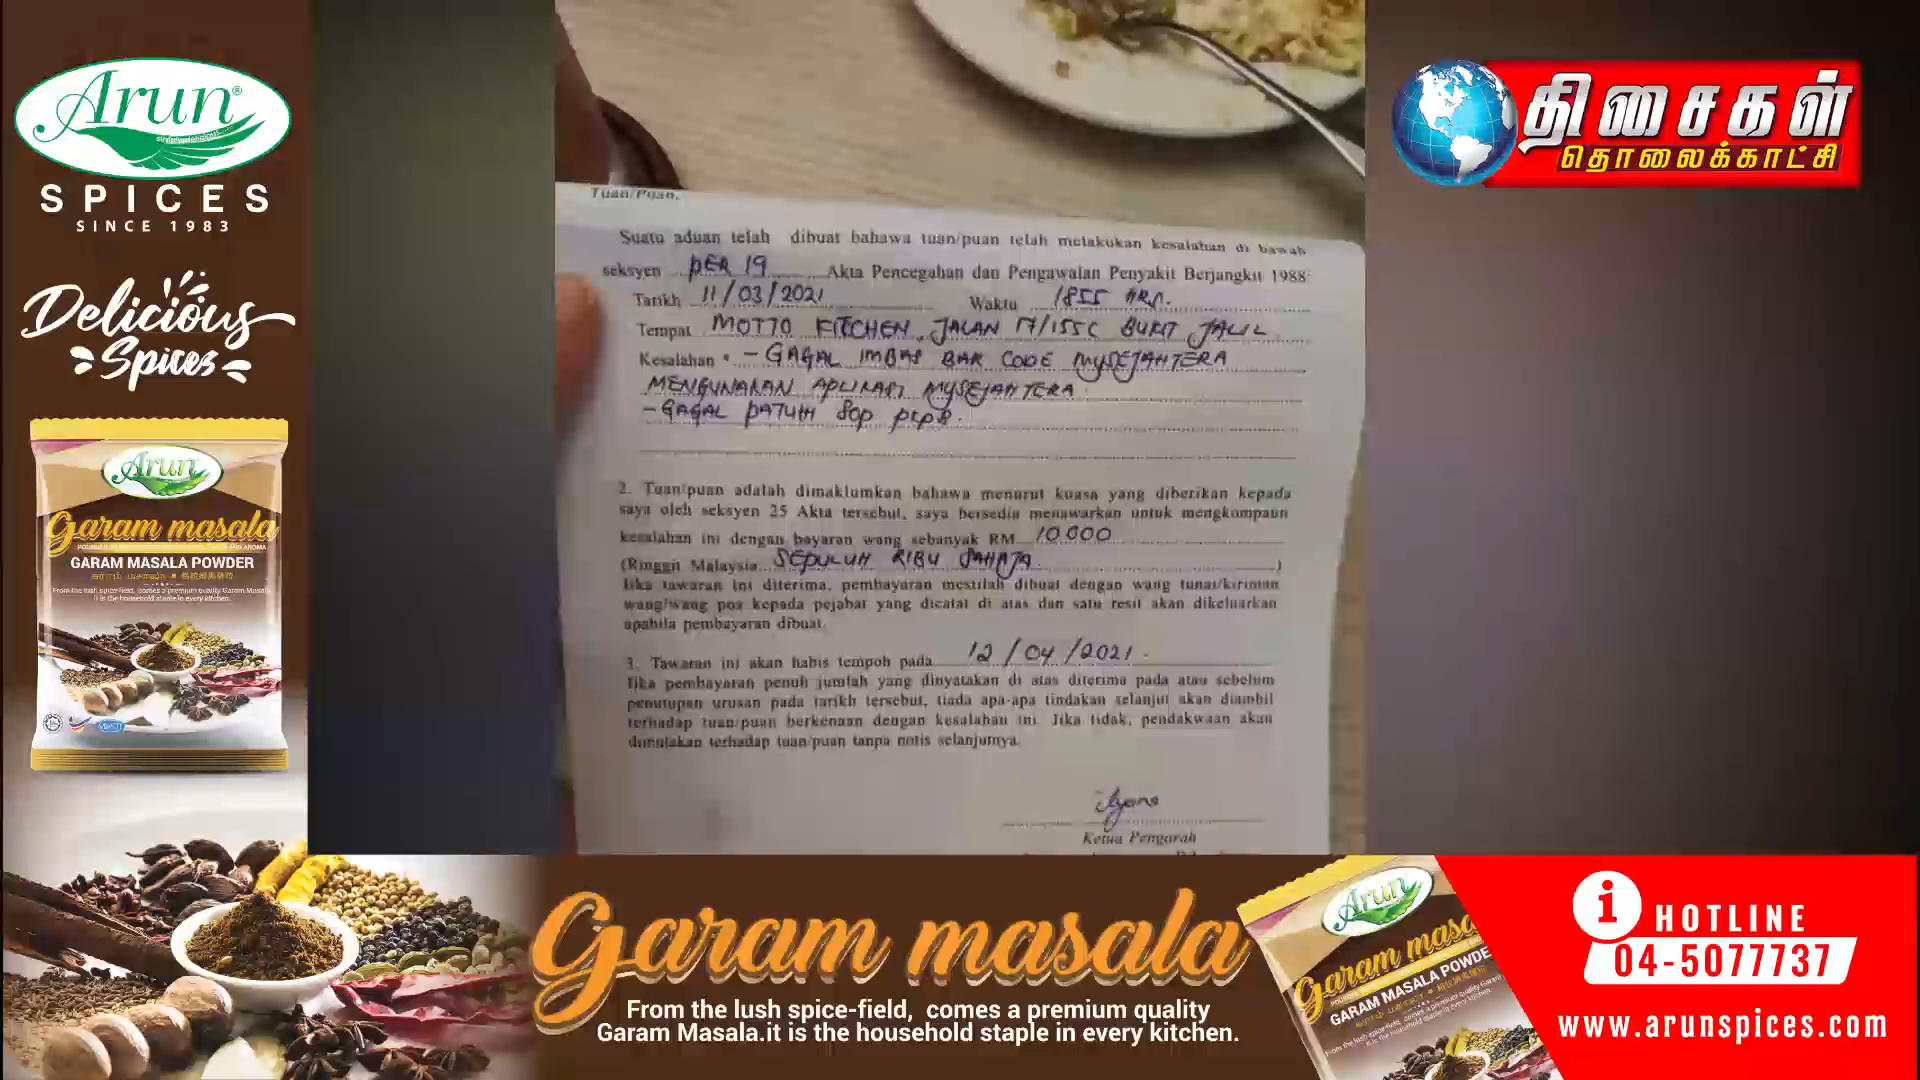 Arun®
SPICES
SINCE 1983
Delicious
Spices
Arun
Garam masala
GARAM MASALA POWDER
திசைகள்
தொலைக்காட்சி
Tuan/Puan,
Suatu aduan telah dibuat bahawa tuan/puan telah melakukan kesalahan di bawah
seksyen PER 19 Akta Pencegahan dan Pengawalan Penyakit Berjangkit 1988
Tarikh 11/03/2021 Waktu 1855 HRS.
Tempat MOTTO KITCHEN, JALAN 17/155C BUKIT JALIL
Kesalahan * - GAGAL IMBAS BAR CODE MYSEJAHTERA
MENGUNAKAN APLIKASI MYSEJAHTERA
- GAGAL PATUH SOP PKPB.
2. Tuan/puan adalah dimaklumkan bahawa menurut kuasa yang diberikan kepada
saya oleh seksyen 25 Akta tersebut, saya bersedia menawarkan untuk mengkompaun
kesalahan ini dengan bayaran wang sebanyak RM 10 000
(Ringgit Malaysia SEPULUH RIBU SAHAJA )
Jika tawaran ini diterima, pembayaran mestilah dibuat dengan wang tunai/kiriman
wang/wang pos kepada pejabat yang dicatat di atas dan satu resit akan dikeluarkan
apabila pembayaran dibuat.
3. Tawaran ini akan habis tempoh pada 12/04/2021.
Jika pembayaran penuh jumlah yang dinyatakan di atas diterima pada atau sebelum
penutupan urusan pada tarikh tersebut, tiada apa-apa tindakan selanjut akan diambil
terhadap tuan/puan berkenaan dengan kesalahan ini. Jika tidak, pendakwaan akan
dimulakan terhadap tuan/puan tanpa notis selanjutnya.
Ketua Pengarah
Garam masala
From the lush spice-field, comes a premium quality
Garam Masala.it is the household staple in every kitchen.
Arun
Garam masa
GARAM MASALA POWDE
i HOTLINE
04-5077737
www.arunspices.com